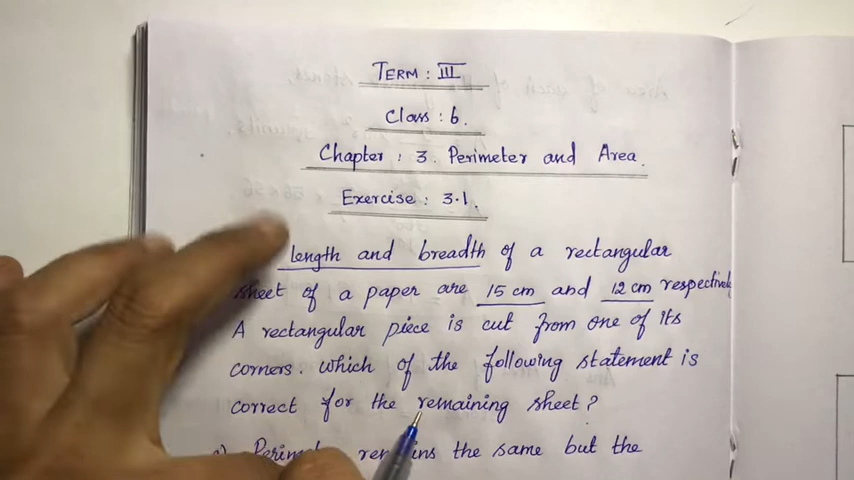 TERM : III
Class : 6.
Chapter : 3. Perimeter and Area.
Exercise : 3.1.
length and breadth of a rectangular
sheet of a paper are 15 cm and 12 cm respectively
A rectangular piece is cut from one of its
corners. which of the following statement is
correct for the remaining sheet?
Perimeter remains the same but the